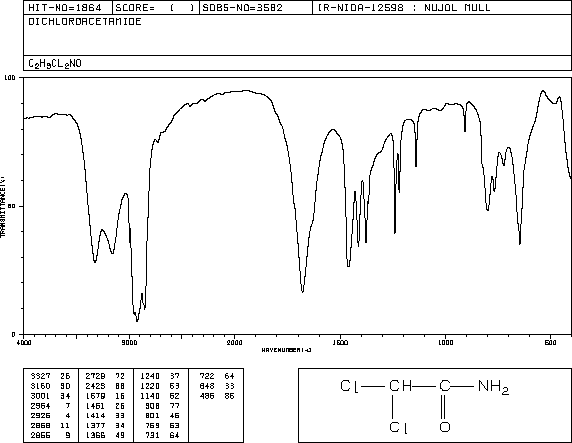 HIT-NO=1864 SCORE= ( ) SDBS-NO=3582 IR-NIDA-12598 : NUJOL MULL
DICHLOROACETAMIDE
C2H3CL2NO
100
50
0
TRANSMITTANCE(%)
4000 3000 2000 1500 1000 500
WAVENUMBER(-1)
3327 26 2729 72 1240 37 722 64
3160 30 2423 88 1220 53 648 33
3001 34 1679 16 1140 62 486 86
2964 7 1461 26 908 77
2926 4 1414 33 801 46
2868 11 1377 34 769 53
2855 9 1366 49 731 64
Cl CH C NH2
Cl O